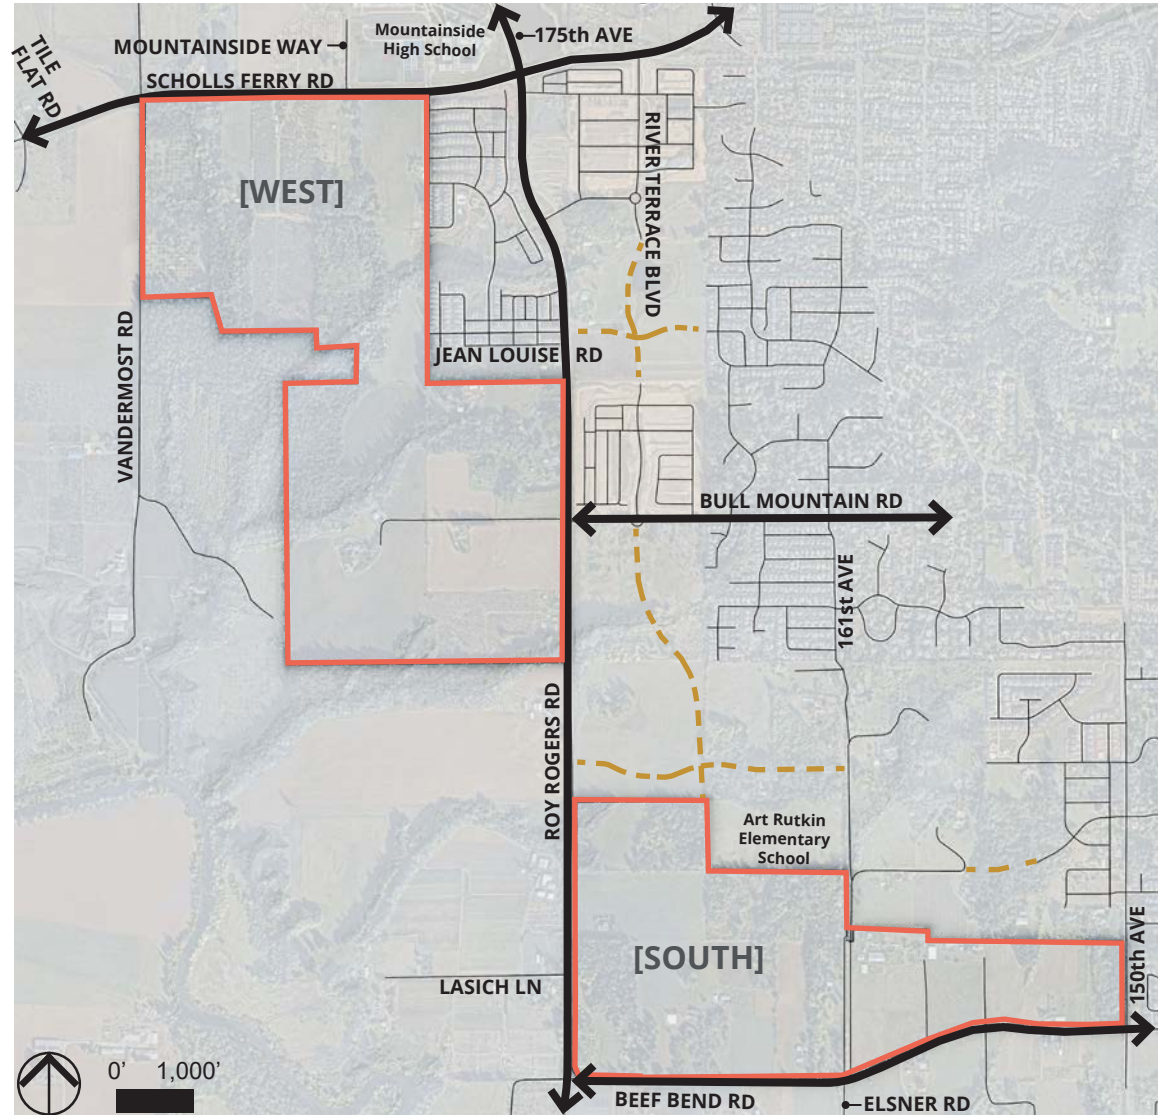 Mountainside
High School
175th AVE
MOUNTAINSIDE WAY
TILE
FLAT RD
SCHOLLS FERRY RD
RIVER TERRACE BLVD
[WEST]
VANDERMOST RD
JEAN LOUISE RD
BULL MOUNTAIN RD
161st AVE
ROY ROGERS RD
Art Rutkin
Elementary
School
[SOUTH]
150th AVE
LASICH LN
0' 1,000'
BEEF BEND RD
ELSNER RD